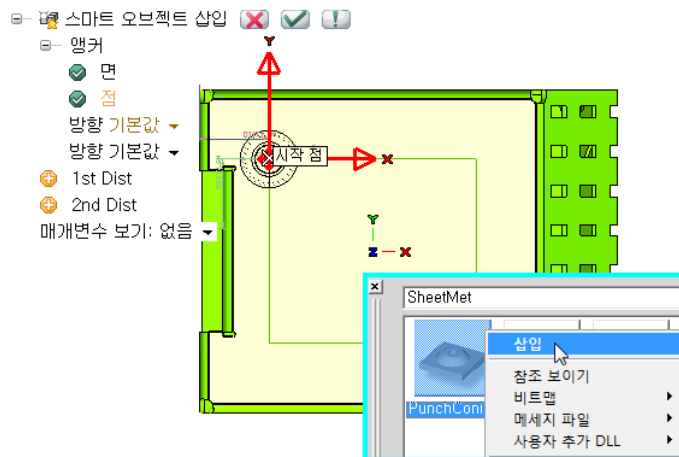 스마트 오브젝트 삽입
앵커
면
점
방향 기본값
방향 기본값
1st Dist
2nd Dist
매개변수 보기: 없음
Y
시작 점
X
Y
Z
X
SheetMet
PunchConi
삽입
참조 보이기
비트맵
메세지 파일
사용자 추가 DLL